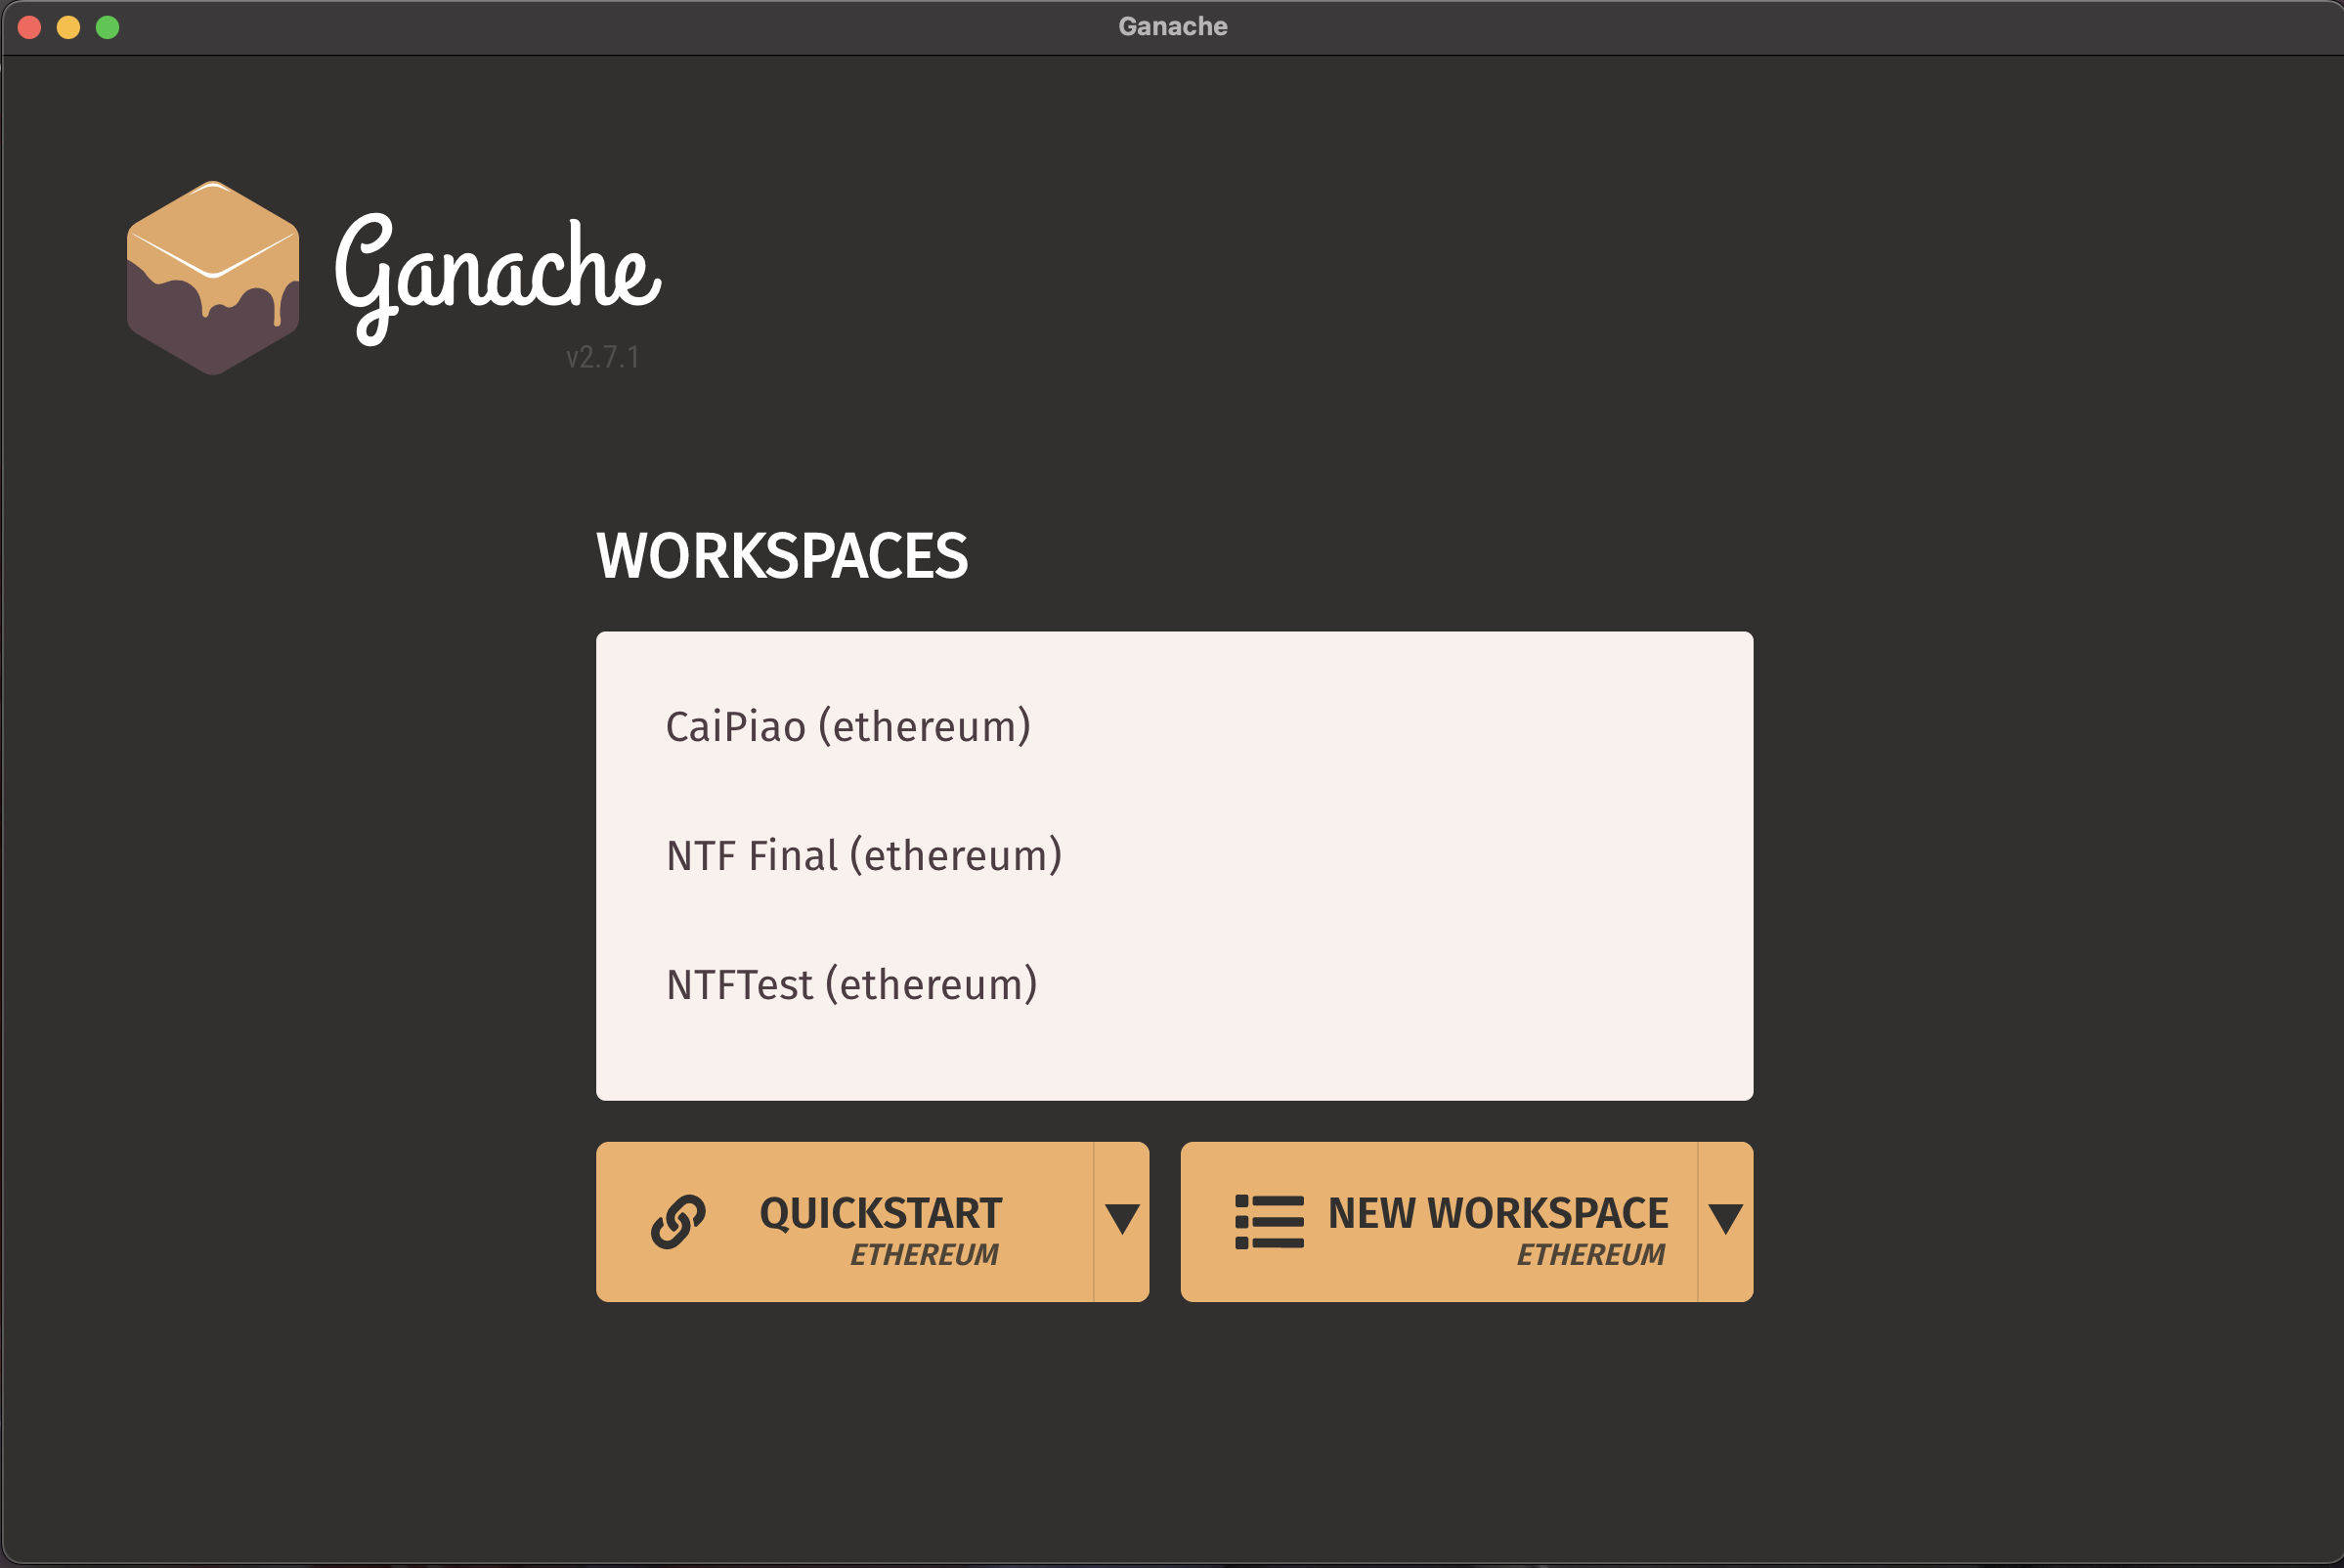 Ganache
Ganache
v2.7.1
WORKSPACES
CaiPiao (ethereum)
NTF Final (ethereum)
NTFTest (ethereum)
QUICKSTART
ETHEREUM
NEW WORKSPACE
ETHEREUM